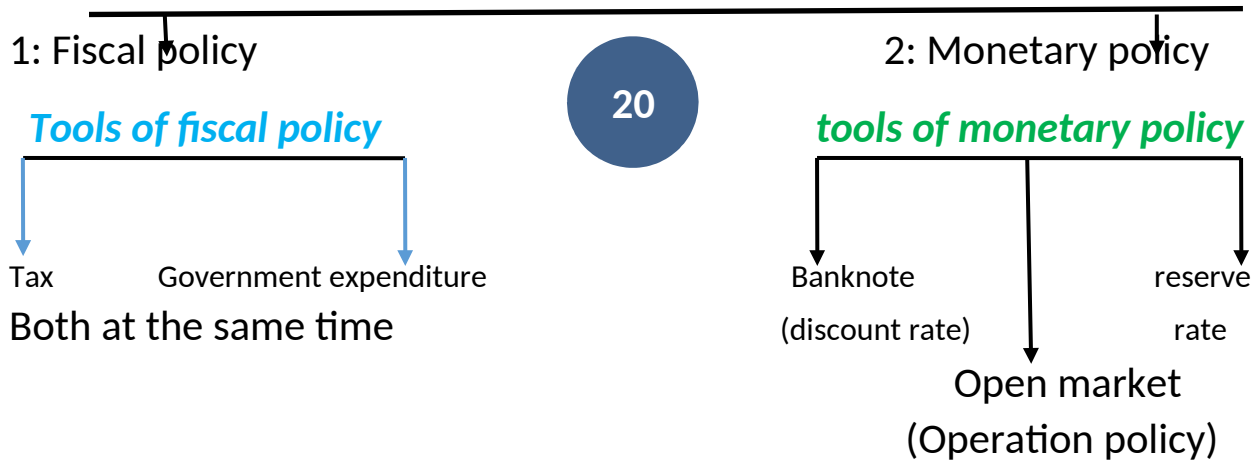 1: Fiscal policy
2: Monetary policy
20
Tools of fiscal policy
tools of monetary policy
Tax Government expenditure
Both at the same time
Banknote reserve
(discount rate) rate
Open market
(Operation policy)